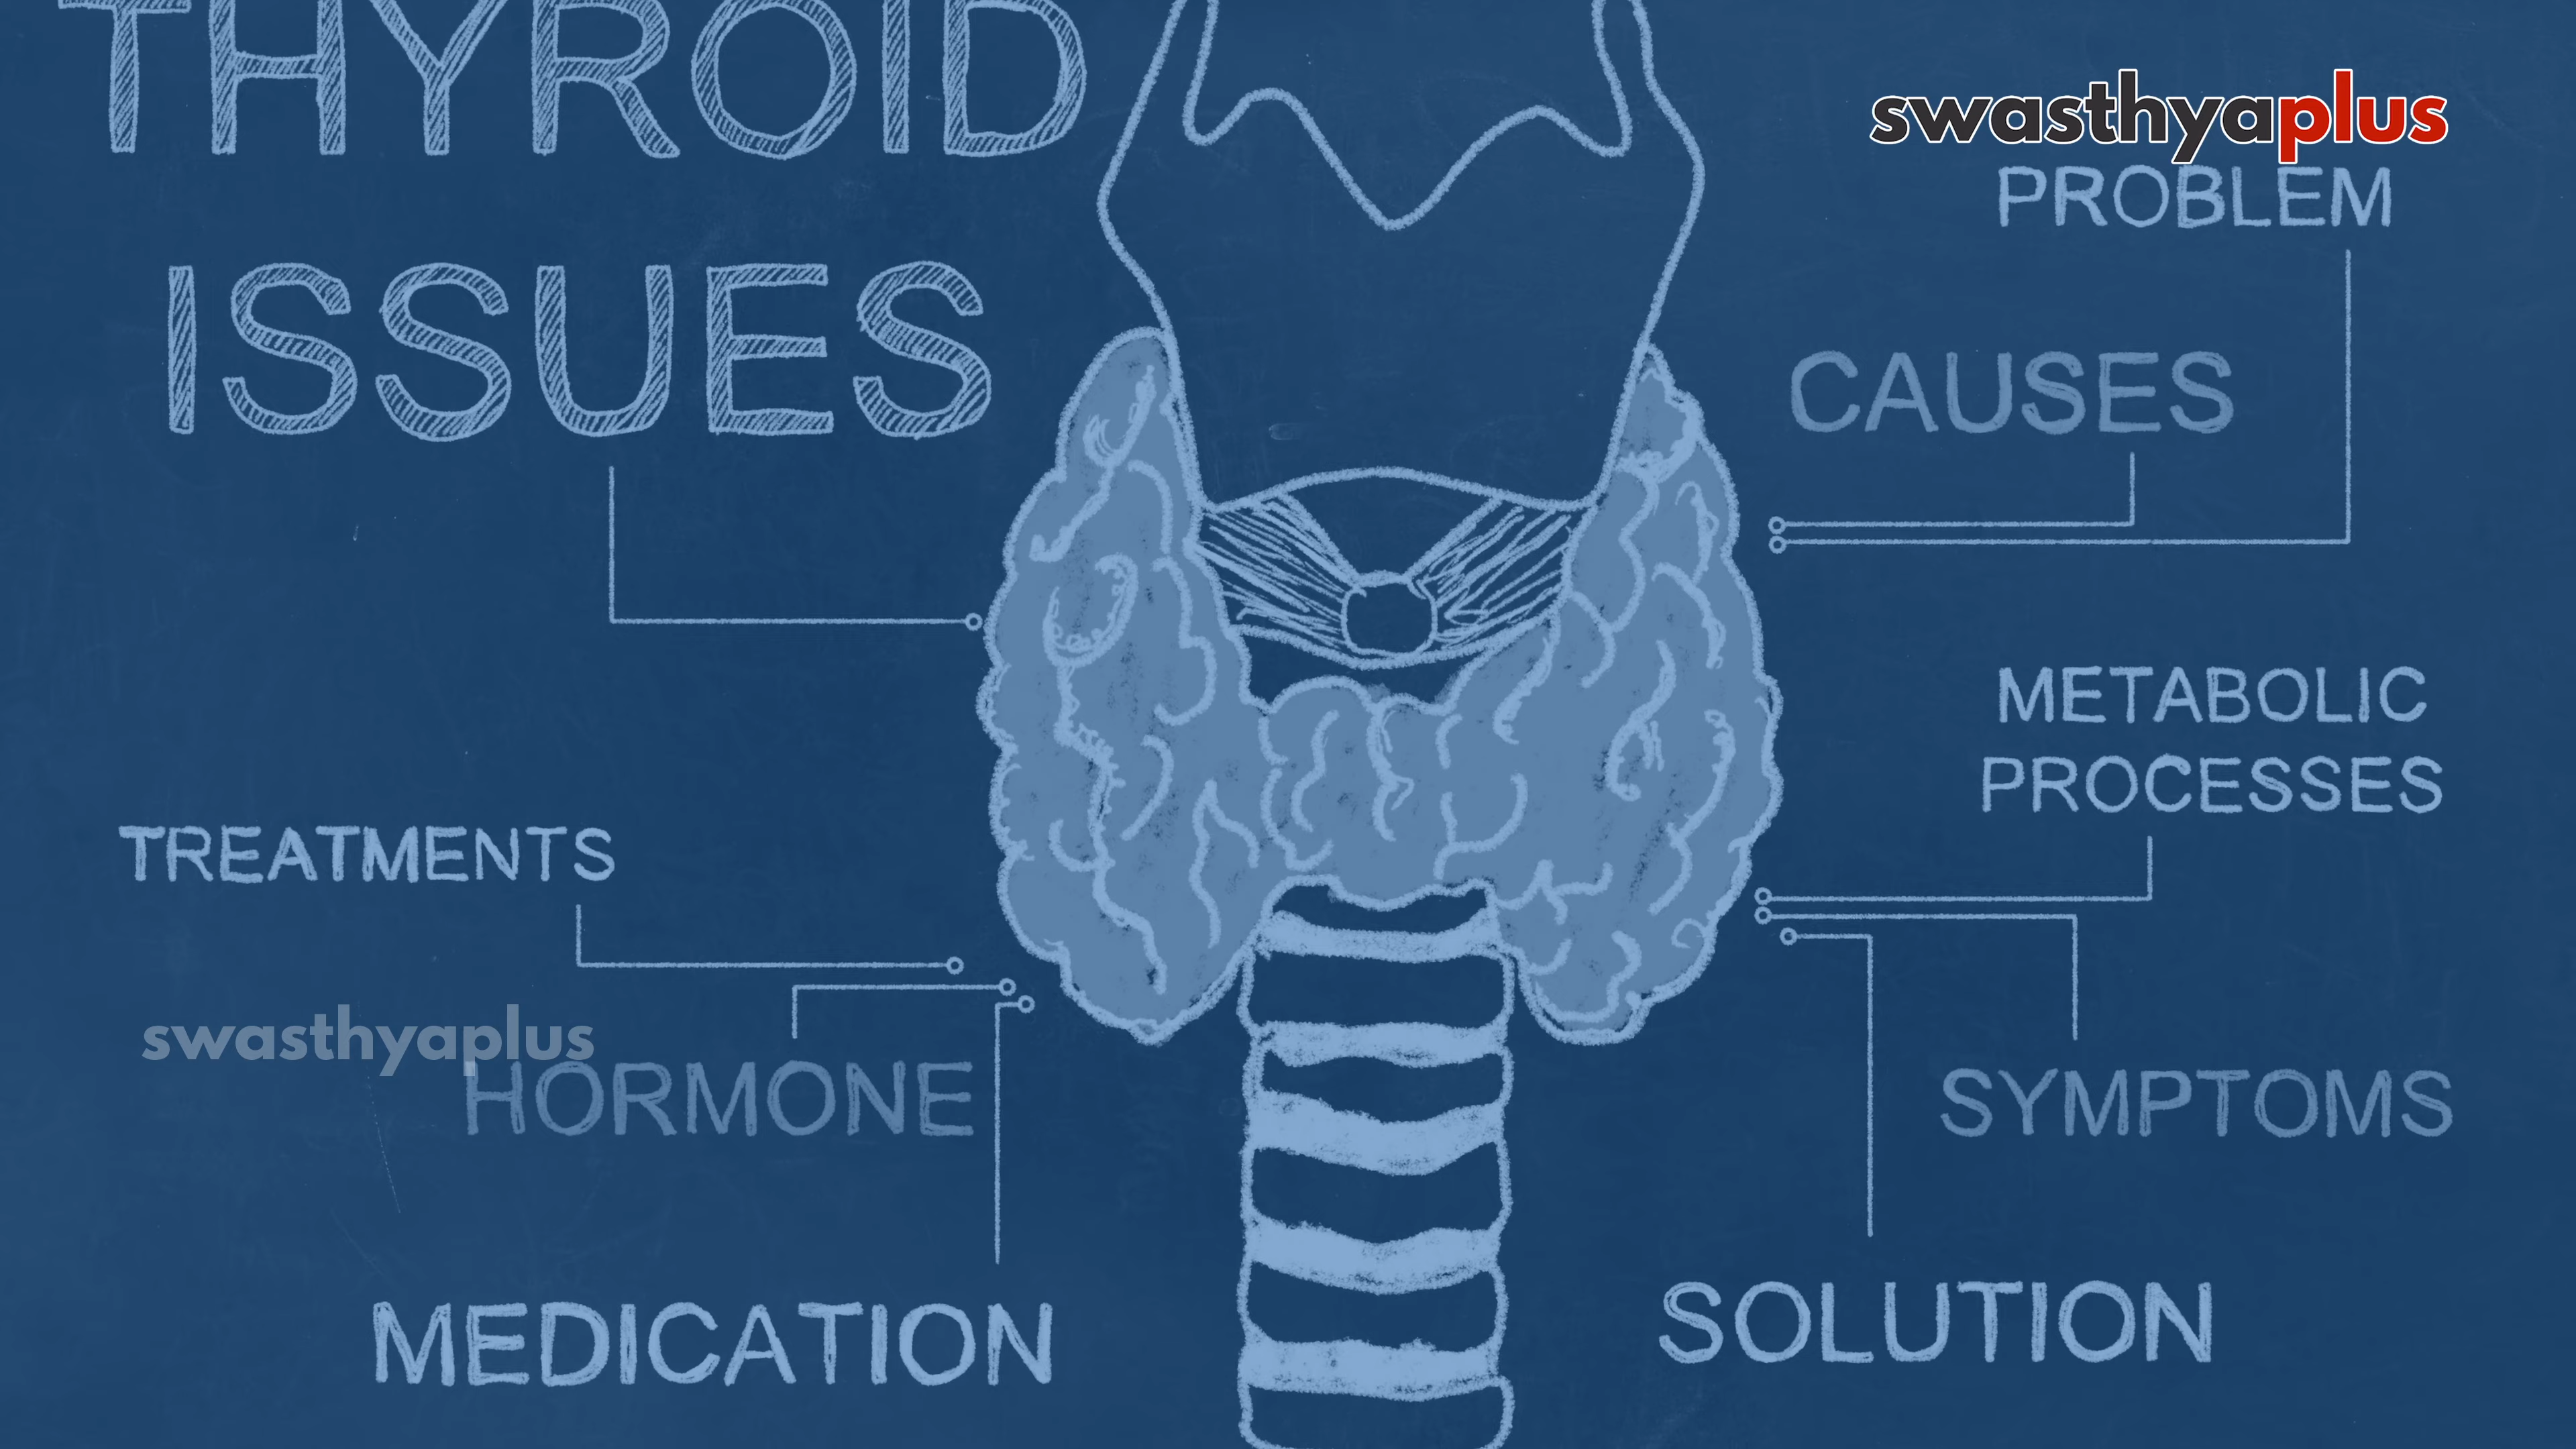 THYROID
ISSUES
swasthyaplus
PROBLEM
CAUSES
METABOLIC
PROCESSES
TREATMENTS
swasthyaplus
HORMONE
SYMPTOMS
MEDICATION
SOLUTION